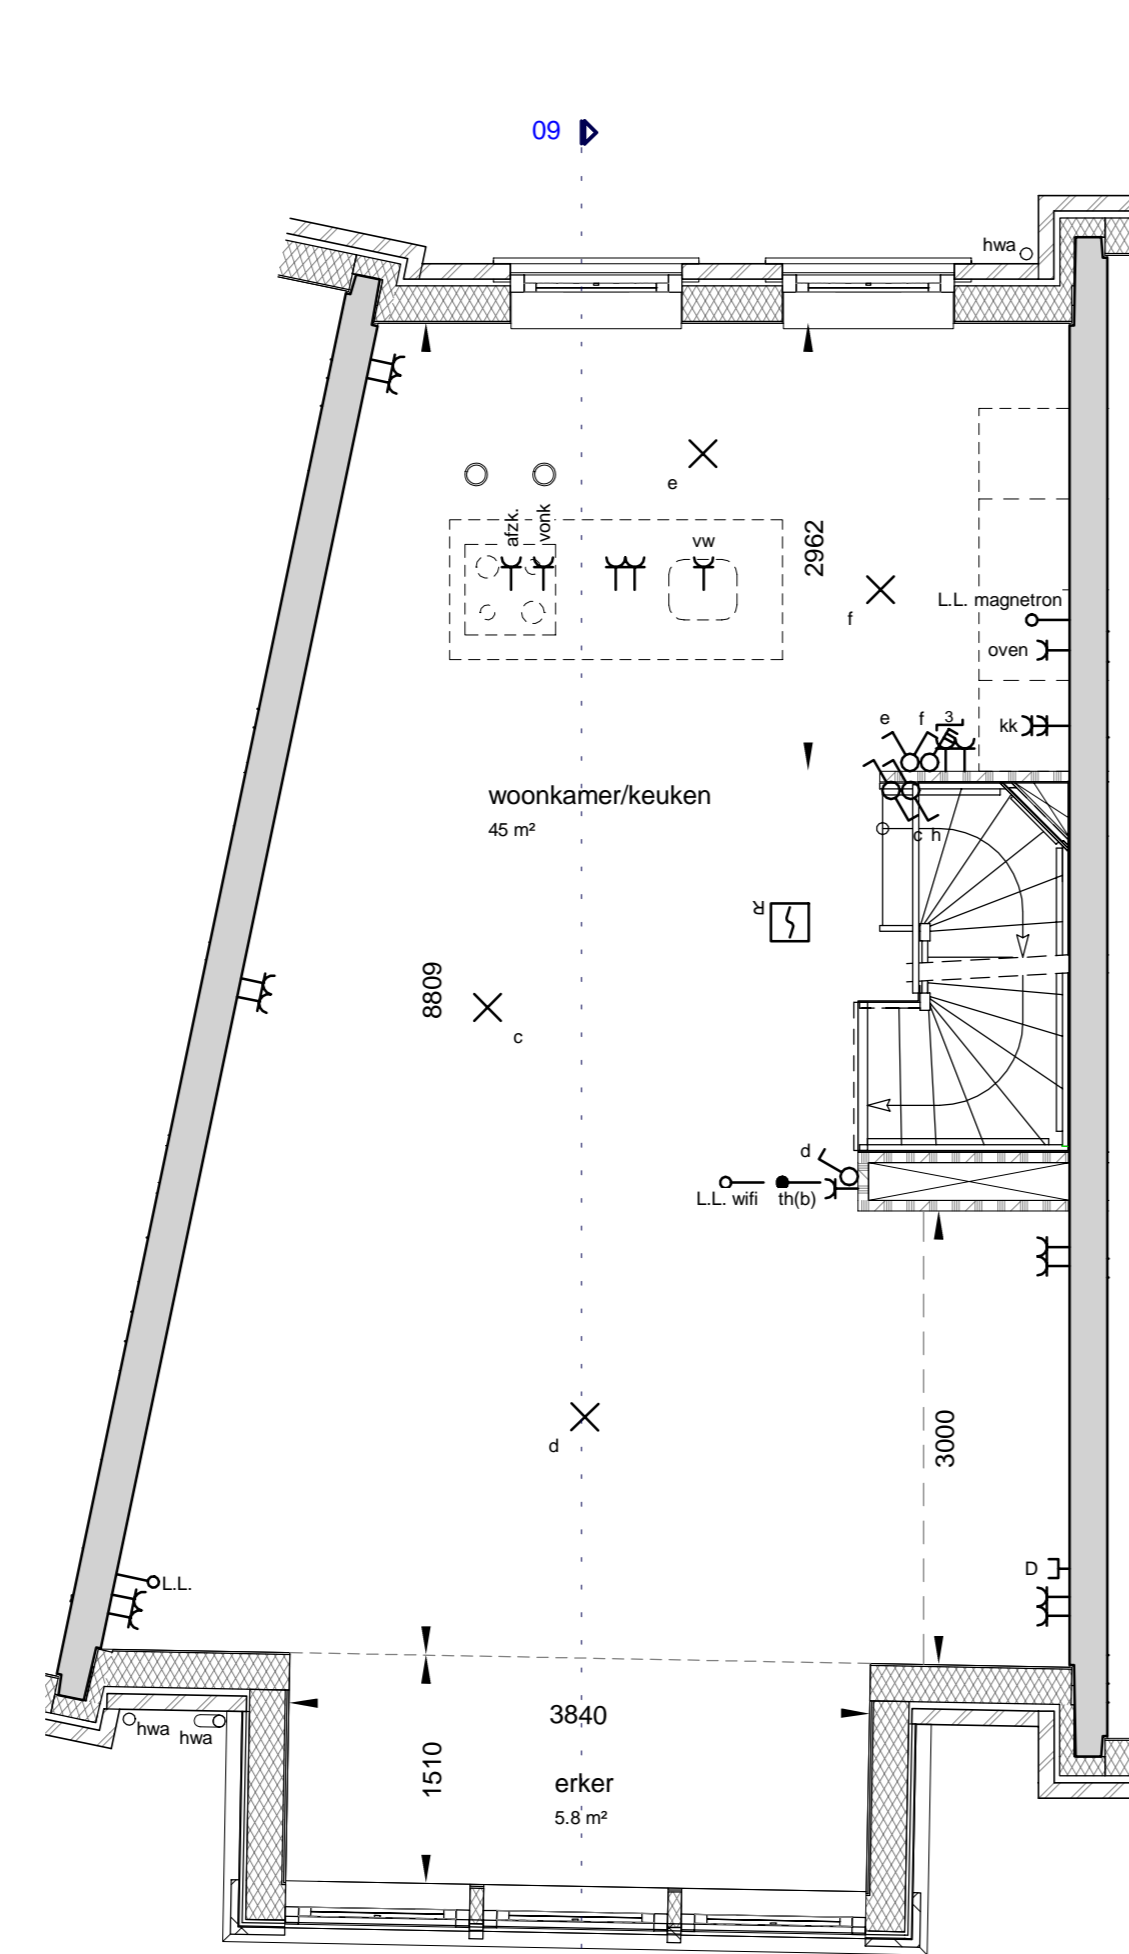 09
hwa
e
afzk.
vonk
vw
2962
f
L.L. magnetron
oven
e
f
3
kk
woonkamer/keuken
45 m²
c h
R
8809
c
d
L.L. wifi
th(b)
d
3000
D
L.L.
3840
hwa
hwa
1510
erker
5.8 m²